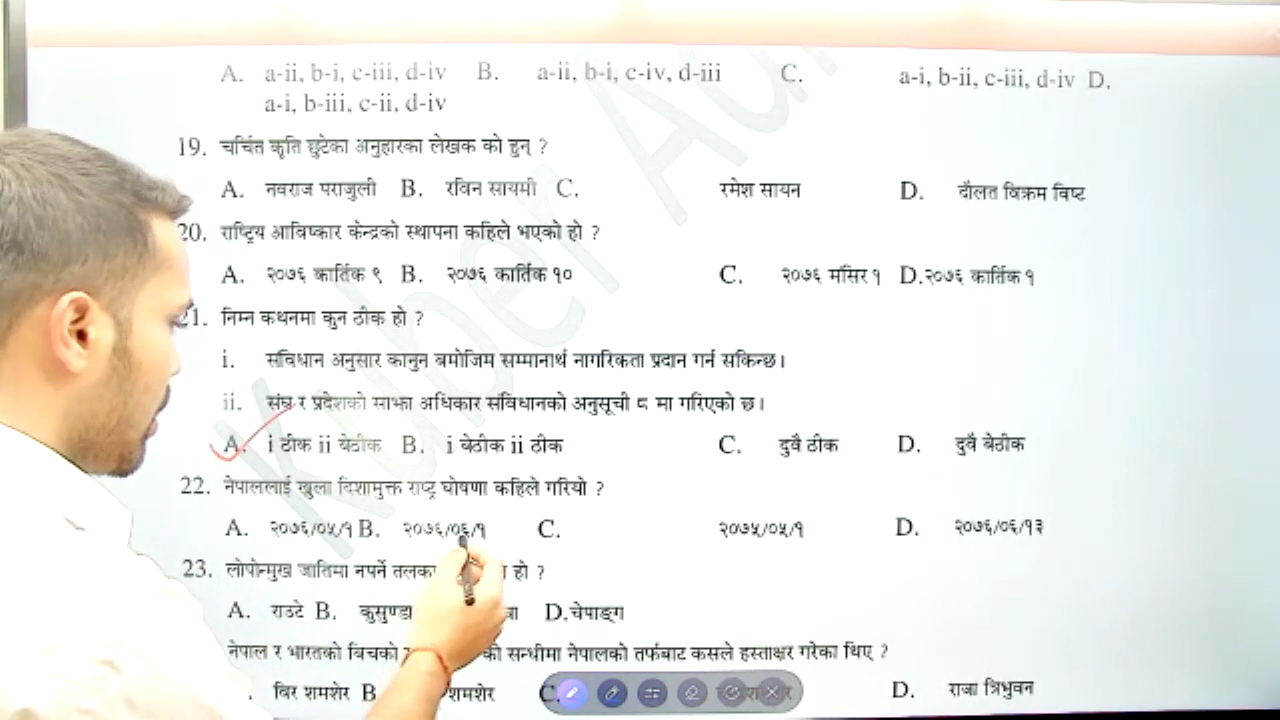 A. a-ii, b-i, c-iii, d-iv B. a-ii, b-i, c-iv, d-iii C. a-i, b-ii, c-iii, d-iv D.
a-i, b-iii, c-ii, d-iv
19. चर्चित कृति छुटेका अनुहारका लेखक को हुन् ?
A. नवराज पराजुली B. रविन सायमी C. रमेश सायन D. दौलत विक्रम विष्ट
20. राष्ट्रिय आविष्कार केन्द्रको स्थापना कहिले भएको हो ?
A. २०७६ कार्तिक ९ B. २०७६ कार्तिक १० C. २०७६ मंसिर १ D.२०७६ कार्तिक १
21. निम्न कथनमा कुन ठीक हो ?
i. संविधान अनुसार कानुन बमोजिम सम्मानार्थ नागरिकता प्रदान गर्न सकिन्छ।
ii. संघ र प्रदेशको साझा अधिकार संविधानको अनुसूची ८ मा गरिएको छ।
A. i ठीक ii बेठीक B. i बेठीक ii ठीक C. दुवै ठीक D. दुवै बेठीक
22. नेपाललाई खुला दिशामुक्त राष्ट्र घोषणा कहिले गरियो ?
A. २०७६/०५/१ B. २०७६/०६/१ C. २०७५/०५/१ D. २०७६/०६/१३
23. लोपोन्मुख जातिमा नपर्ने हो ?
A. राउटे B. कुसुण्डा D.चेपाङ्ग
नेपाल र भारतको विचको को सन्धीमा नेपालको तर्फबाट कसले हस्ताक्षर गरेका थिए ?
. विर शमशेर B शमशेर C. D. राजा त्रिभुवन
Kuber Adh